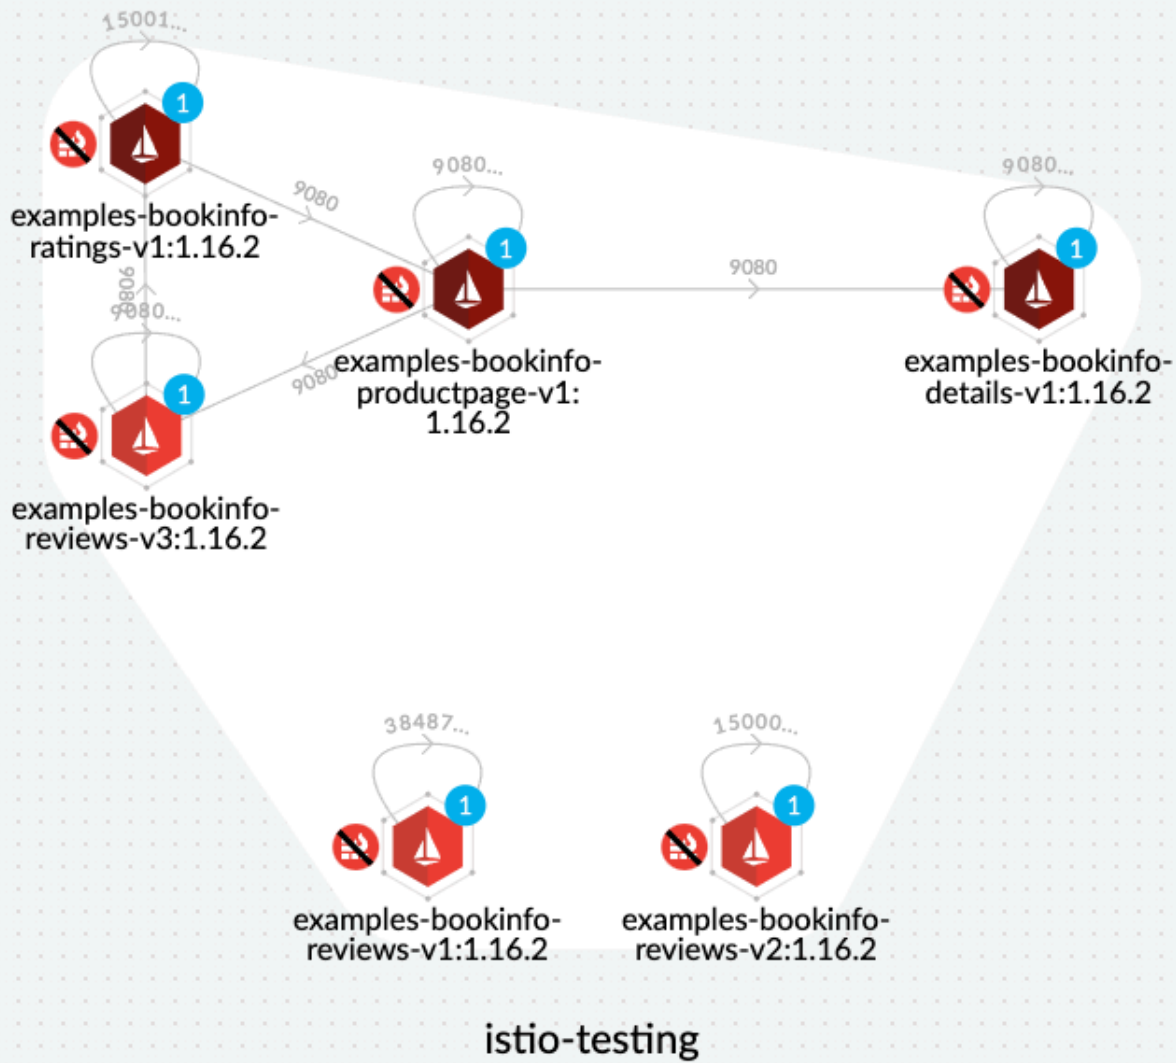 15001...
1
examples-bookinfo-
ratings-v1:1.16.2
9080
9080...
1
examples-bookinfo-
productpage-v1:
1.16.2
9080
9080...
1
examples-bookinfo-
details-v1:1.16.2
9080
9080...
1
examples-bookinfo-
reviews-v3:1.16.2
9080
38487...
1
examples-bookinfo-
reviews-v1:1.16.2
15000...
1
examples-bookinfo-
reviews-v2:1.16.2
istio-testing